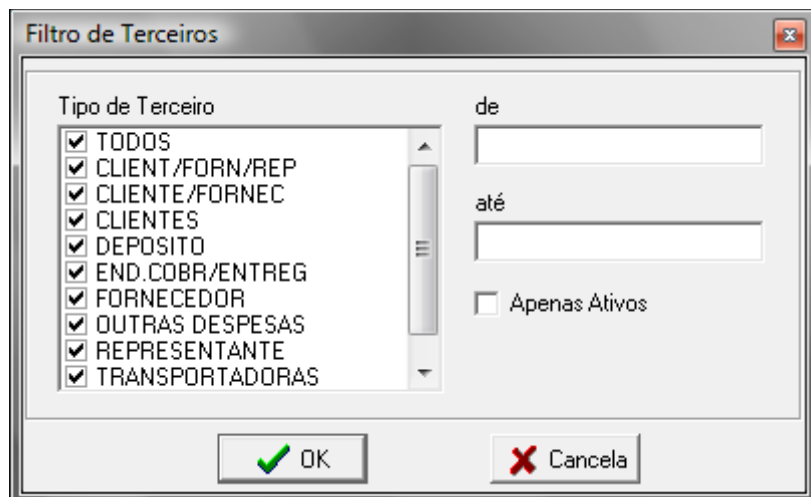 Filtro de Terceiros
Tipo de Terceiro
TODOS
CLIENT/FORN/REP
CLIENTE/FORNEC
CLIENTES
DEPOSITO
END.COBR/ENTREG
FORNECEDOR
OUTRAS DESPESAS
REPRESENTANTE
TRANSPORTADORAS
de
até
Apenas Ativos
OK
Cancela